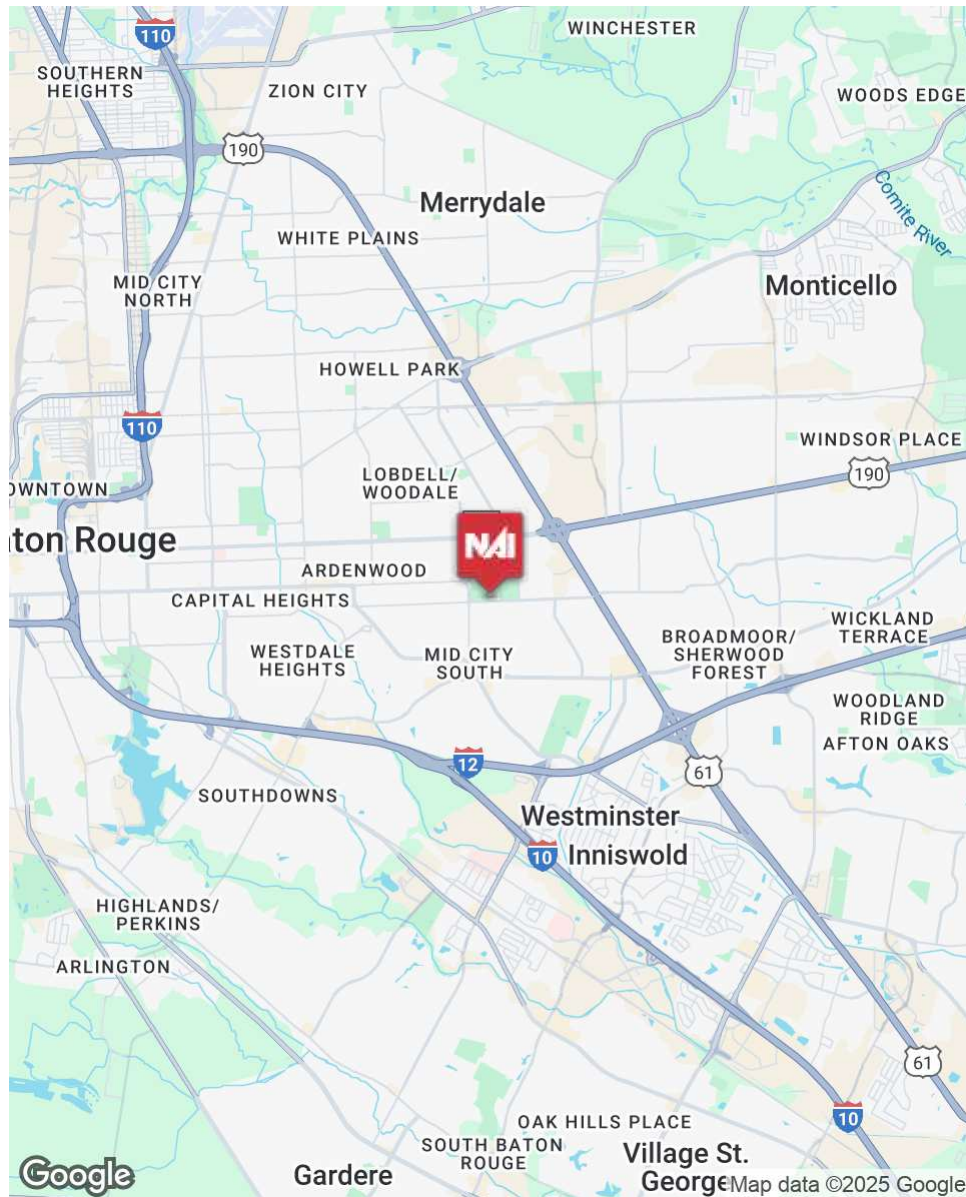 110
WINCHESTER
SOUTHERN
HEIGHTS
ZION CITY
WOODS EDGE
190
Comite River
Merrydale
WHITE PLAINS
MID CITY
NORTH
Monticello
HOWELL PARK
110
WINDSOR PLACE
190
LOBDELL/
WOODALE
OWNTOWN
ton Rouge
NAI
ARDENWOOD
CAPITAL HEIGHTS
WESTDALE
HEIGHTS
MID CITY
SOUTH
BROADMOOR/
SHERWOOD
FOREST
WICKLAND
TERRACE
WOODLAND
RIDGE
AFTON OAKS
12
61
SOUTHDOWNS
Westminster
10
Inniswold
HIGHLANDS/
PERKINS
ARLINGTON
61
10
OAK HILLS PLACE
SOUTH BATON
ROUGE
Village St.
George
Gardere
Google
Map data ©2025 Google